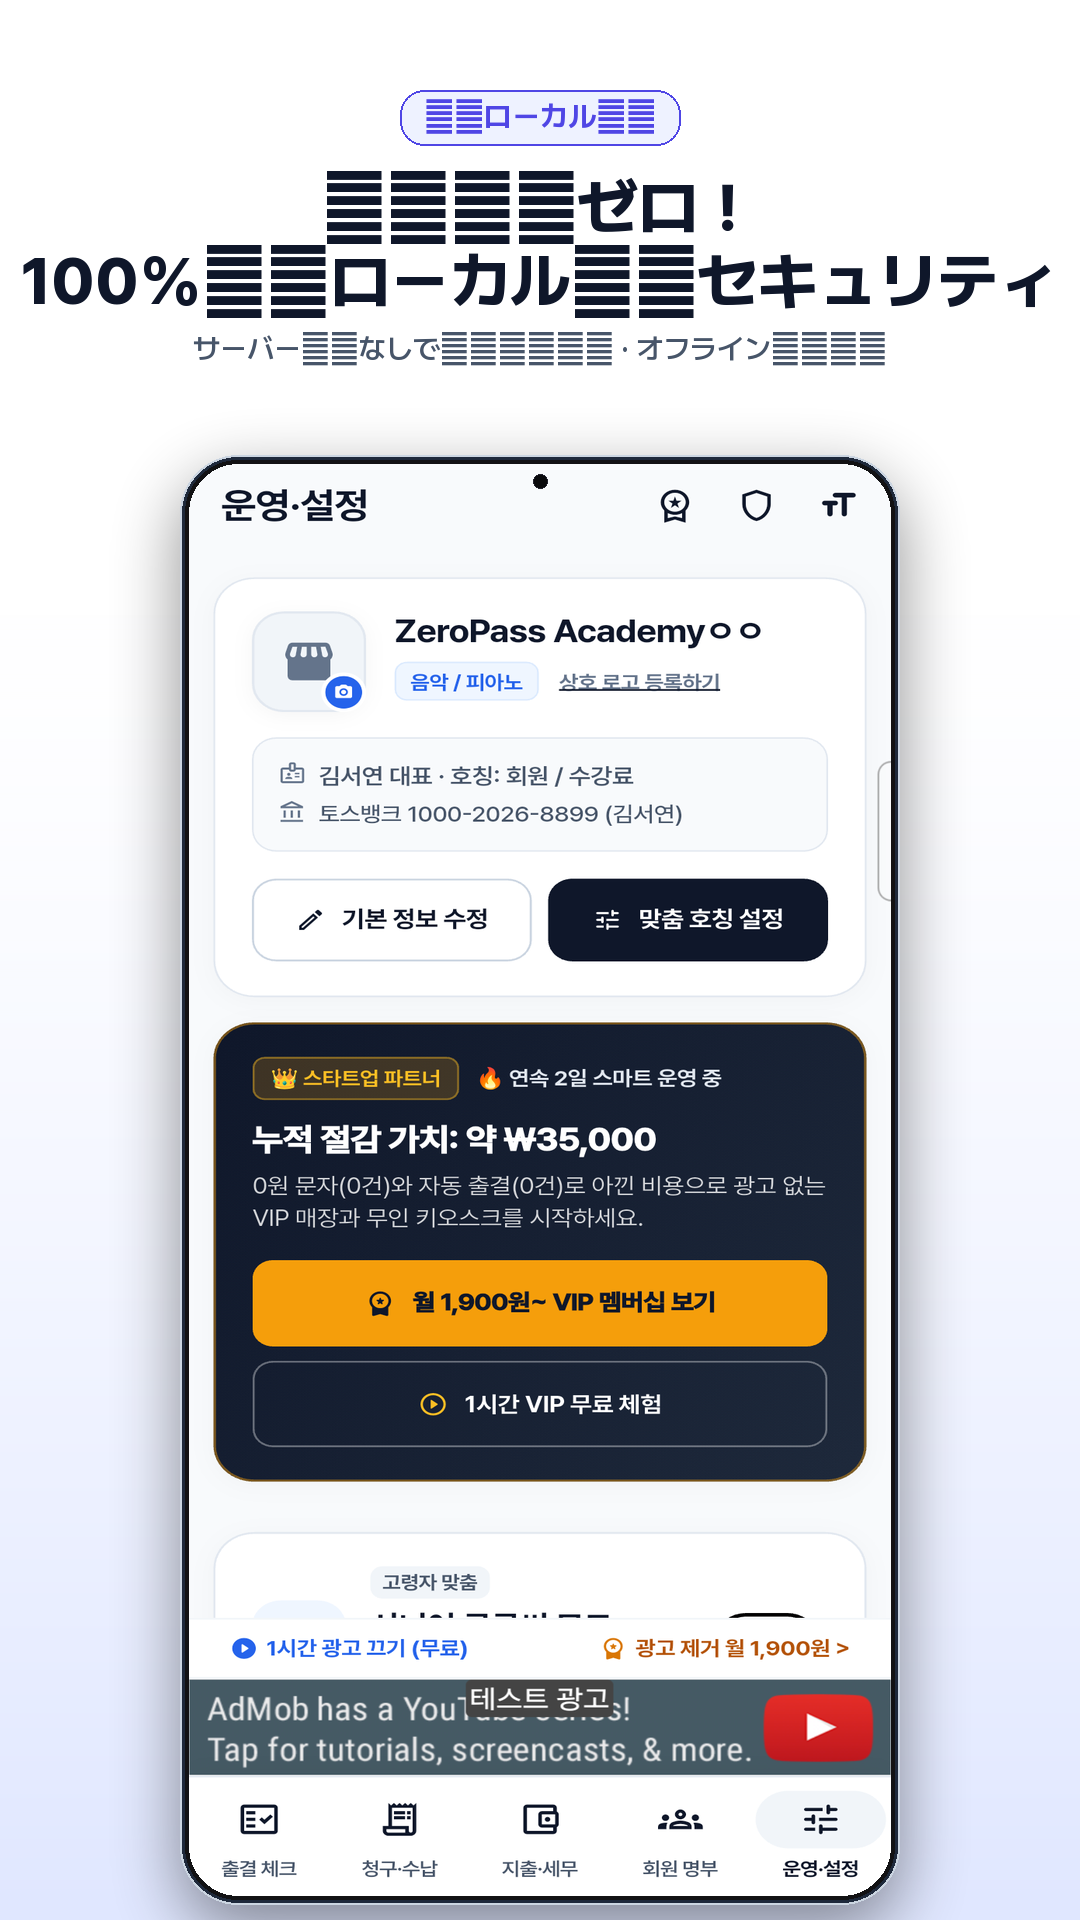 ローカル
ゼロ！
100% ローカル セキュリティ
サーバー なしで · オフライン
운영·설정
ZeroPass Academyㅇㅇ
음악 / 피아노
상호 로고 등록하기
김서연 대표 · 호칭: 회원 / 수강료
토스뱅크 1000-2026-8899 (김서연)
기본 정보 수정
맞춤 호칭 설정
👑 스타트업 파트너
🔥 연속 2일 스마트 운영 중
누적 절감 가치: 약 ₩35,000
0원 문자(0건)와 자동 출결(0건)로 아낀 비용으로 광고 없는
VIP 매장과 무인 키오스크를 시작하세요.
월 1,900원~ VIP 멤버십 보기
1시간 VIP 무료 체험
고령자 맞춤
1시간 광고 끄기 (무료)
광고 제거 월 1,900원 >
테스트 광고
AdMob has a YouTube series!
Tap for tutorials, screencasts, & more.
출결 체크
청구·수납
지출·세무
회원 명부
운영·설정